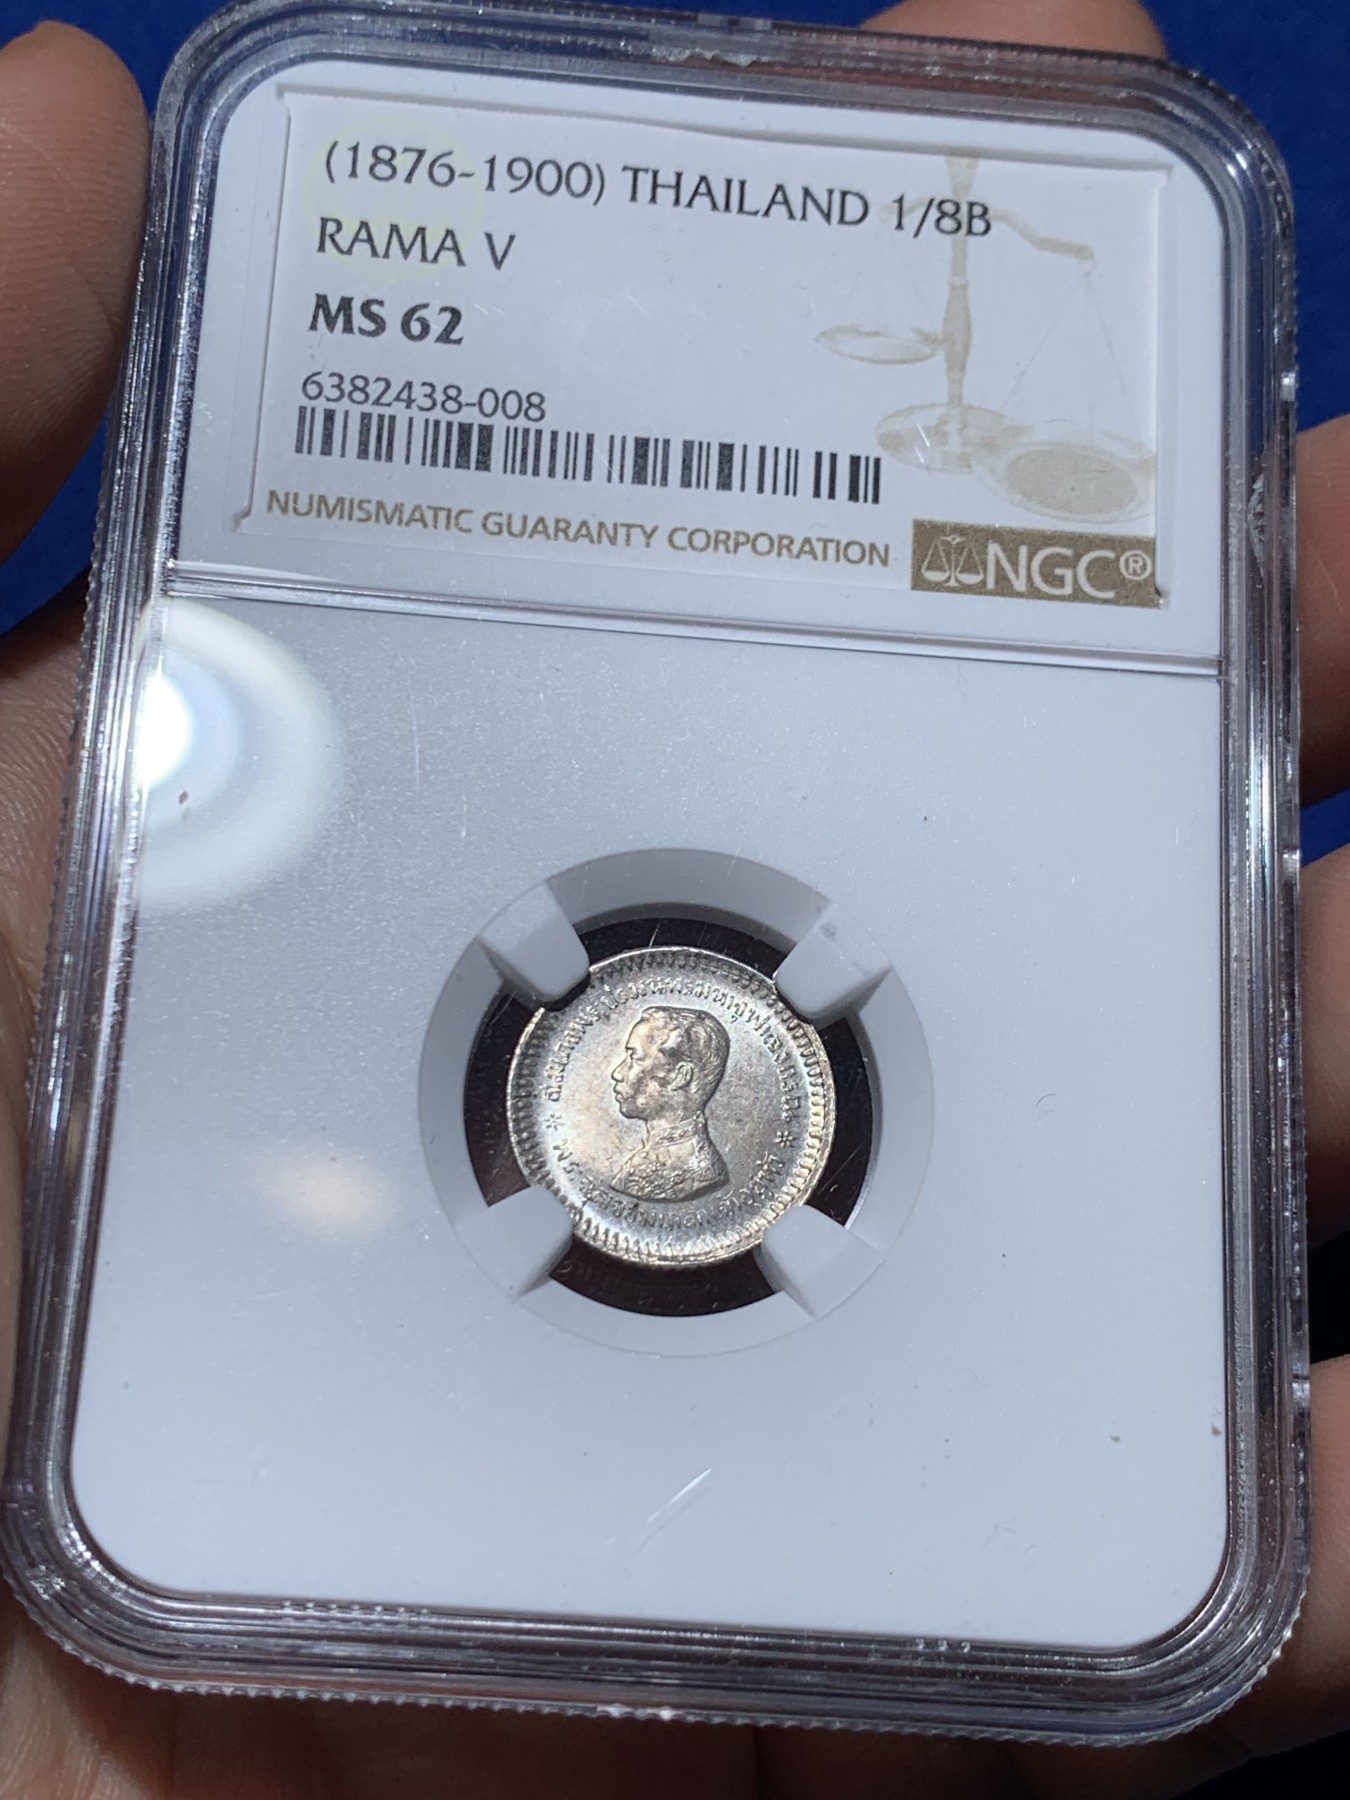 (1876-1900) THAILAND 1/8B
RAMA V
MS 62
6382438-008
NUMISMATIC GUARANTY CORPORATION
NGC®